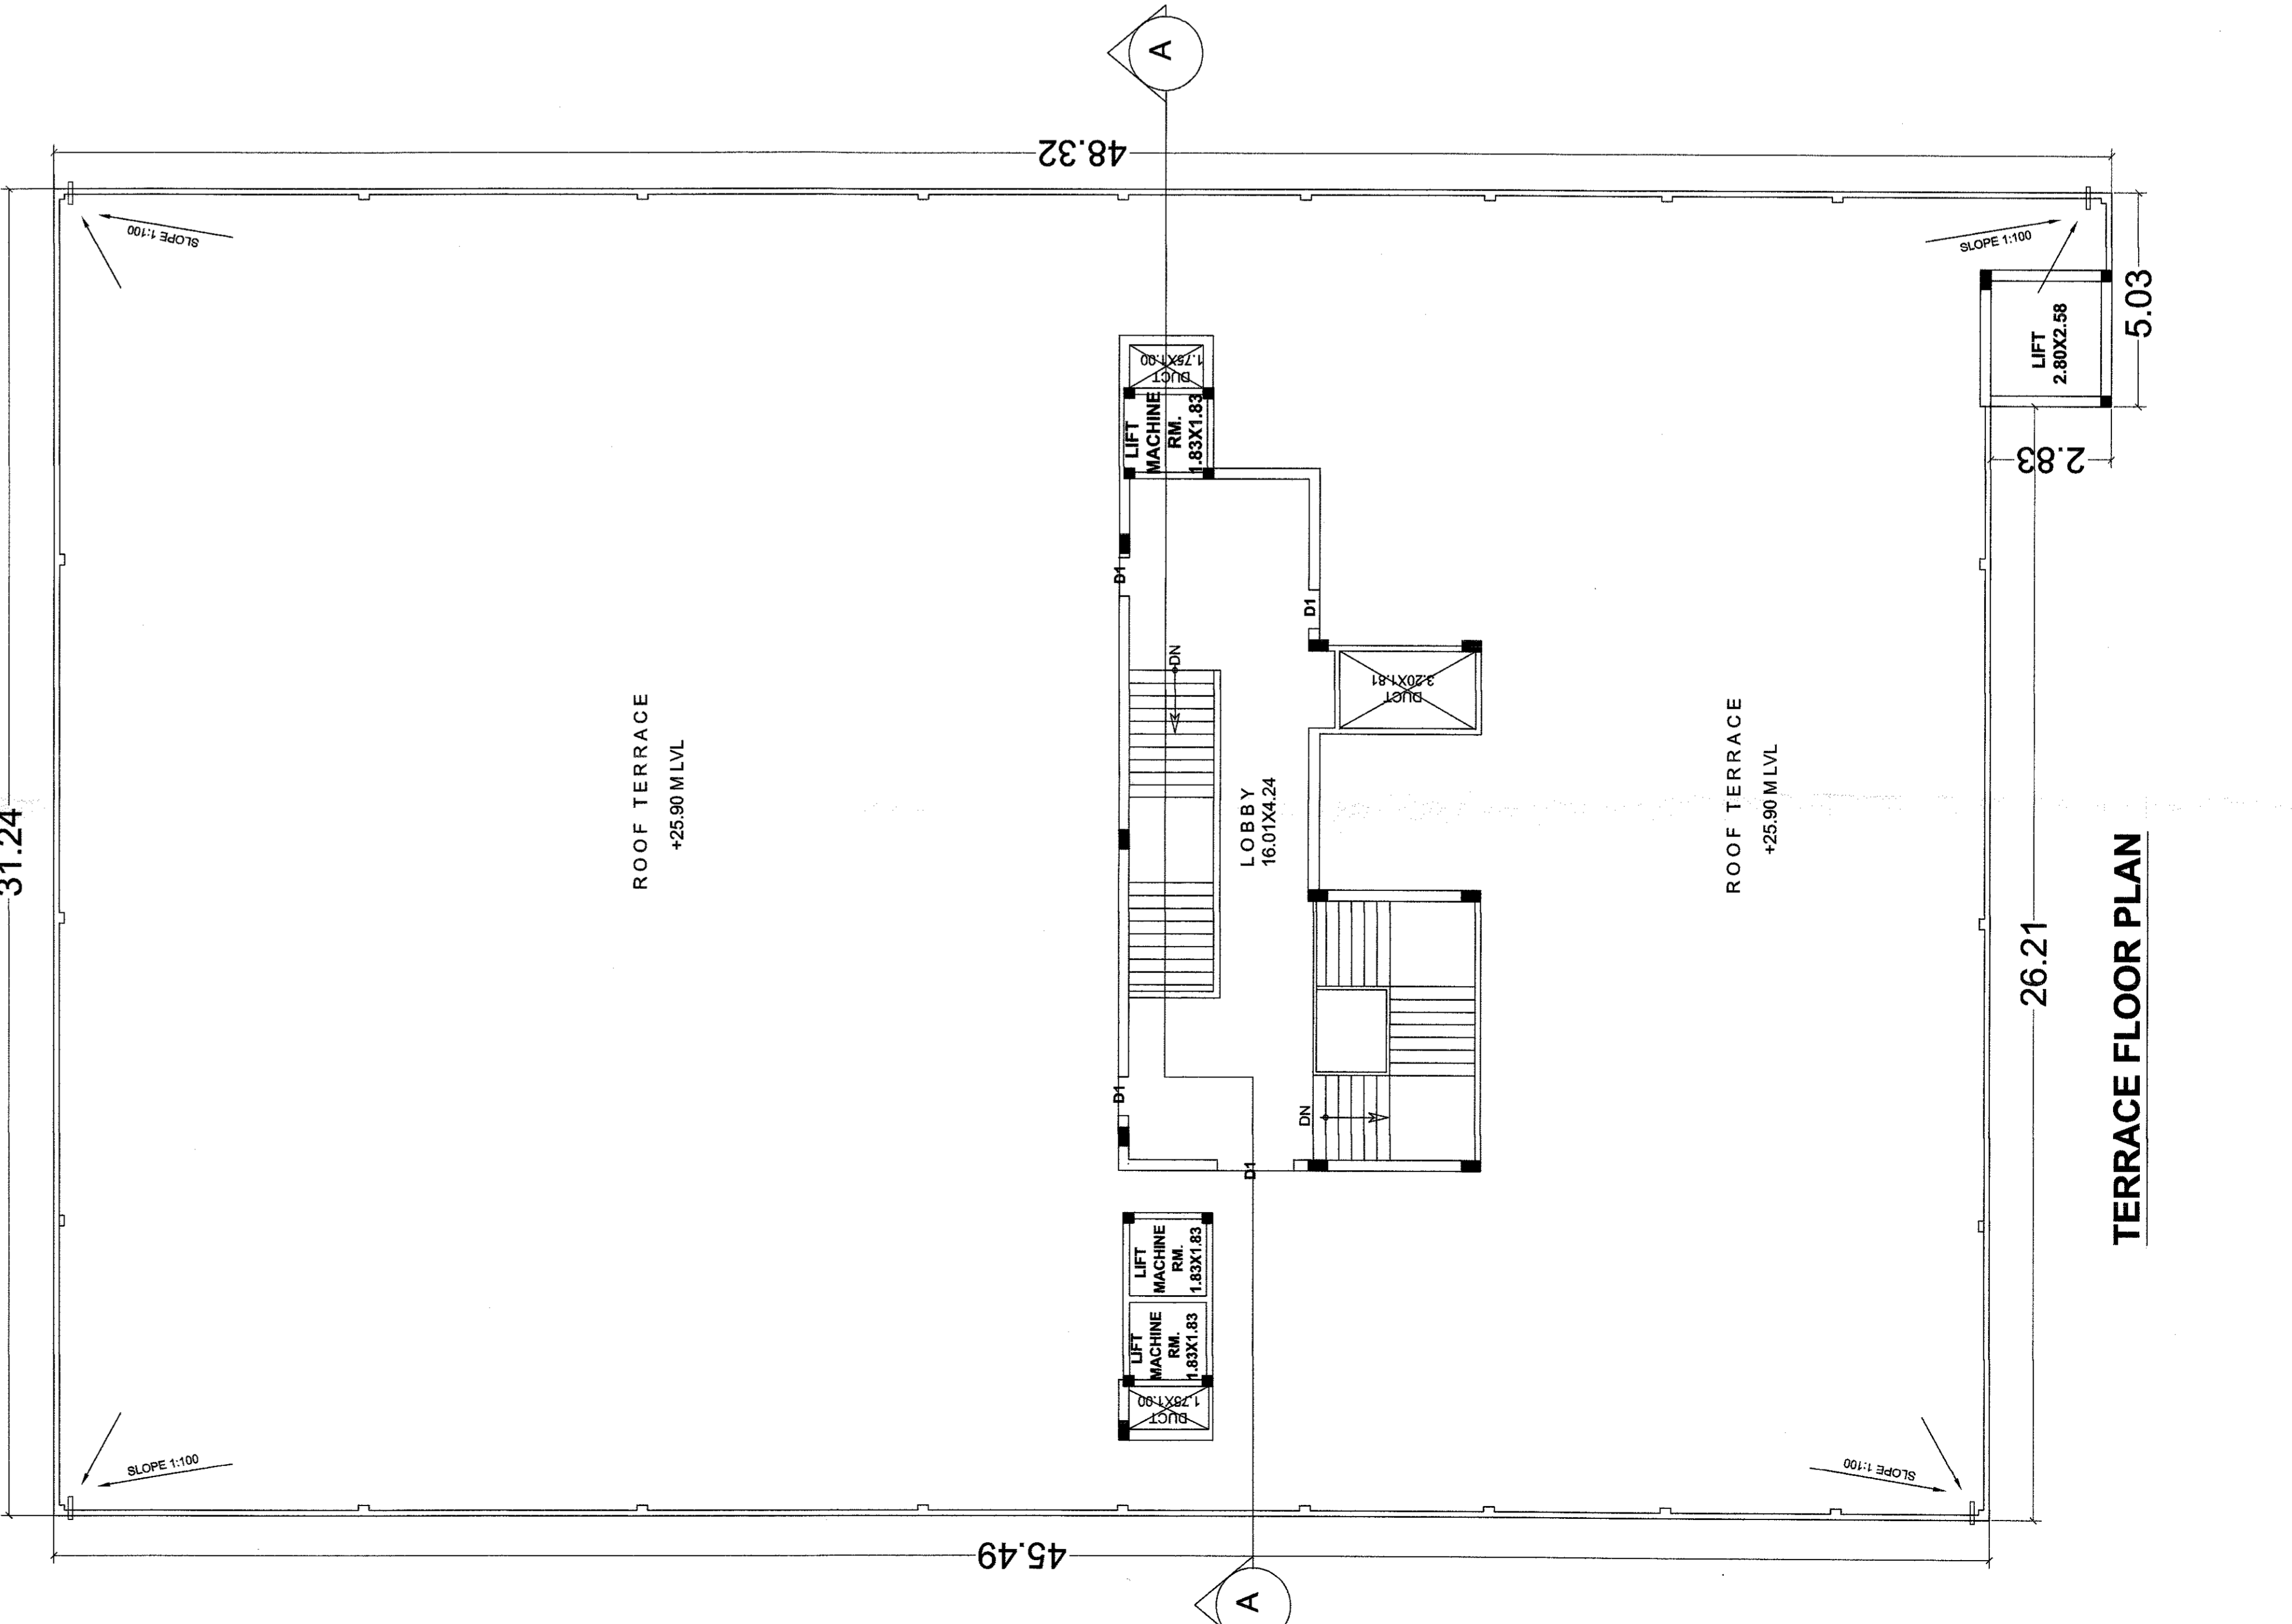 A
48.32
31.24
SLOPE 1:100
SLOPE 1:100
LIFT
2.80X2.58
5.03
2.83
DUCT
1.75X1.00
LIFT
MACHINE
RM.
1.83X1.83
D1
D1
DN
DUCT
3.20X1.81
ROOF TERRACE
+25.90 M LVL
LOBBY
16.01X4.24
ROOF TERRACE
+25.90 M LVL
26.21
TERRACE FLOOR PLAN
D1
DN
D1
LIFT
MACHINE
RM.
1.83X1.83
LIFT
MACHINE
RM.
1.83X1.83
DUCT
1.75X1.00
SLOPE 1:100
SLOPE 1:100
45.49
A